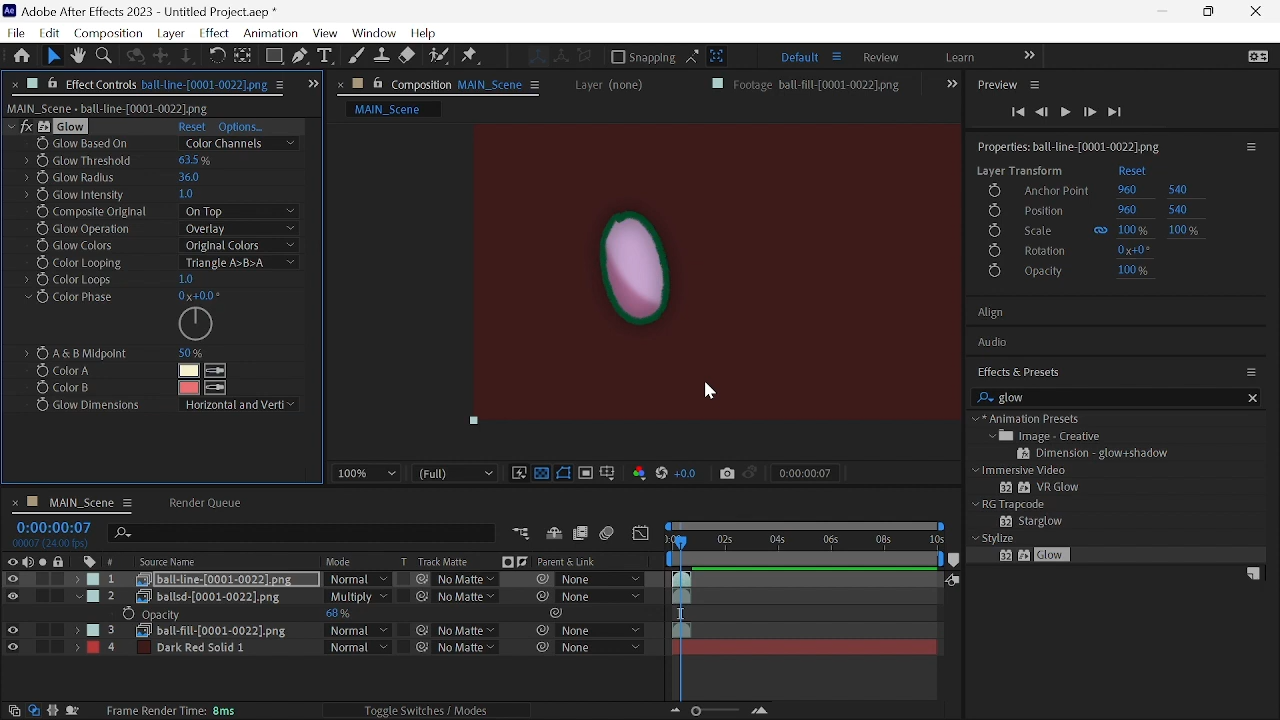 Adobe After Effects 2023 - Untitled Project.aep *
File Edit Composition Layer Effect Animation View Window Help
Snapping Default Review Learn
Effect Controls ball-line-[0001-0022].png
Composition MAIN_Scene Layer (none) Footage ball-fill-[0001-0022].png
Preview
MAIN_Scene • ball-line-[0001-0022].png
MAIN_Scene
fx Glow Reset Options...
Glow Based On Color Channels
Glow Threshold 63.5 %
Glow Radius 36.0
Glow Intensity 1.0
Composite Original On Top
Glow Operation Overlay
Glow Colors Original Colors
Color Looping Triangle A>B>A
Color Loops 1.0
Color Phase 0x+0.0°
A & B Midpoint 50 %
Color A
Color B
Glow Dimensions Horizontal and Verti
Properties: ball-line-[0001-0022].png
Layer Transform Reset
Anchor Point 960 540
Position 960 540
Scale 100 % 100 %
Rotation 0x+0°
Opacity 100 %
Align
Audio
Effects & Presets
glow
* Animation Presets
Image - Creative
Dimension - glow+shadow
Immersive Video
32 VR Glow
RG Trapcode
32 Starglow
Stylize
32 Glow
100% (Full) +0.0 0:00:00:07
MAIN_Scene Render Queue
0:00:00:07
00007 (24.00 fps)
02s 04s 06s 08s 10s
# Source Name Mode T Track Matte Parent & Link
1 ball-line-[0001-0022].png Normal No Matte None
2 ballsd-[0001-0022].png Multiply No Matte None
Opacity 68 %
3 ball-fill-[0001-0022].png Normal No Matte None
4 Dark Red Solid 1 Normal No Matte None
Frame Render Time: 8ms Toggle Switches / Modes